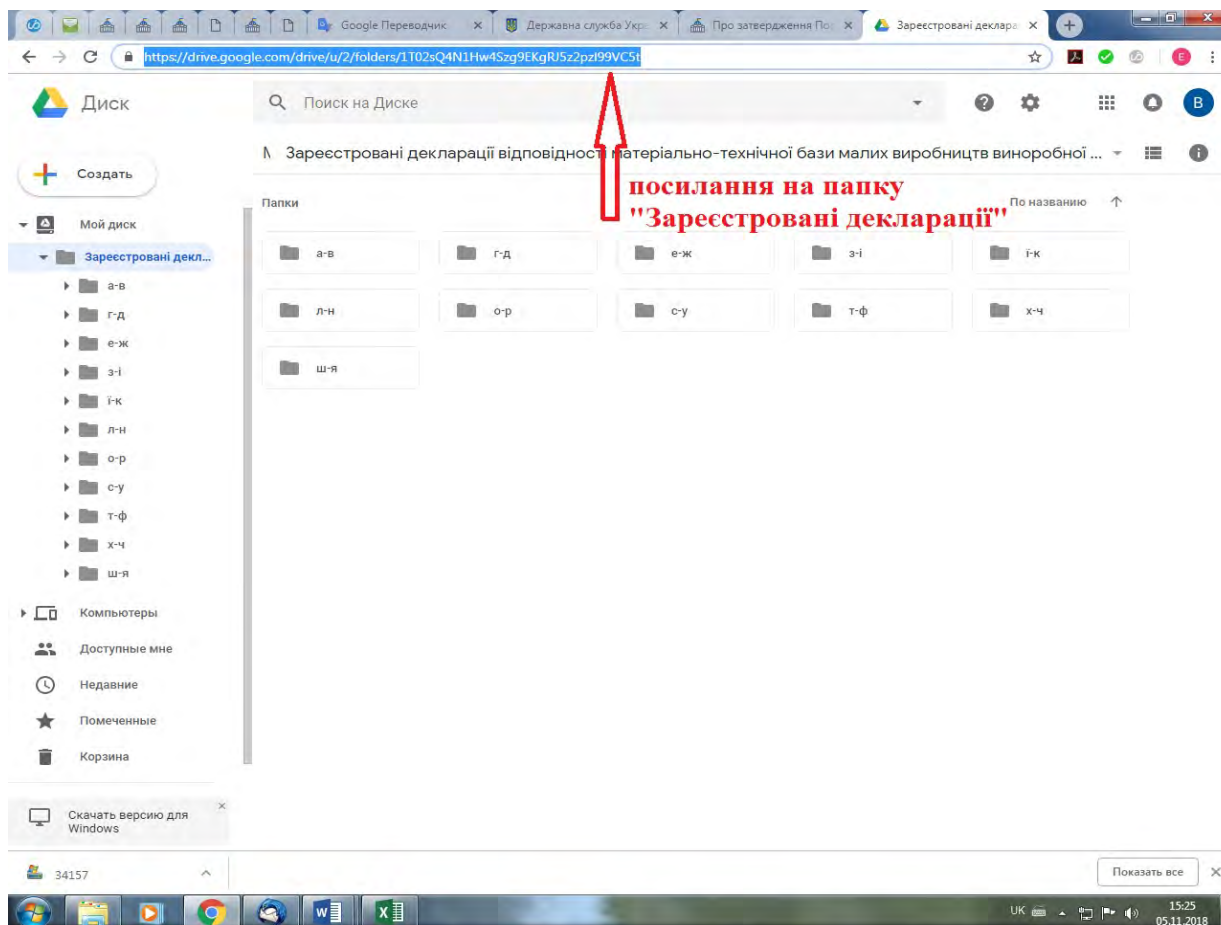 Google Переводчик
Державна служба Укр
Про затвердження По
Зареєстровані деклара
https://drive.google.com/drive/u/2/folders/1T02sQ4N1Hw4Szg9EKgRJ5z2pzI99VC5t
E
Диск
Поиск на Диске
B
Создать
Зареєстровані декларації відповідності матеріально-технічної бази малих виробництв виноробної ...
посилання на папку
"Зареєстровані декларації"
Папки
По названию
Мой диск
Зареєстровані декл...
а-в
г-д
е-ж
з-і
ї-к
л-н
о-р
с-у
т-ф
х-ч
ш-я
а-в
г-д
е-ж
з-і
ї-к
л-н
о-р
с-у
т-ф
х-ч
ш-я
Компьютеры
Доступные мне
Недавние
Помеченные
Корзина
Скачать версию для
Windows
34157
Показать все
UK
15:25
05.11.2018